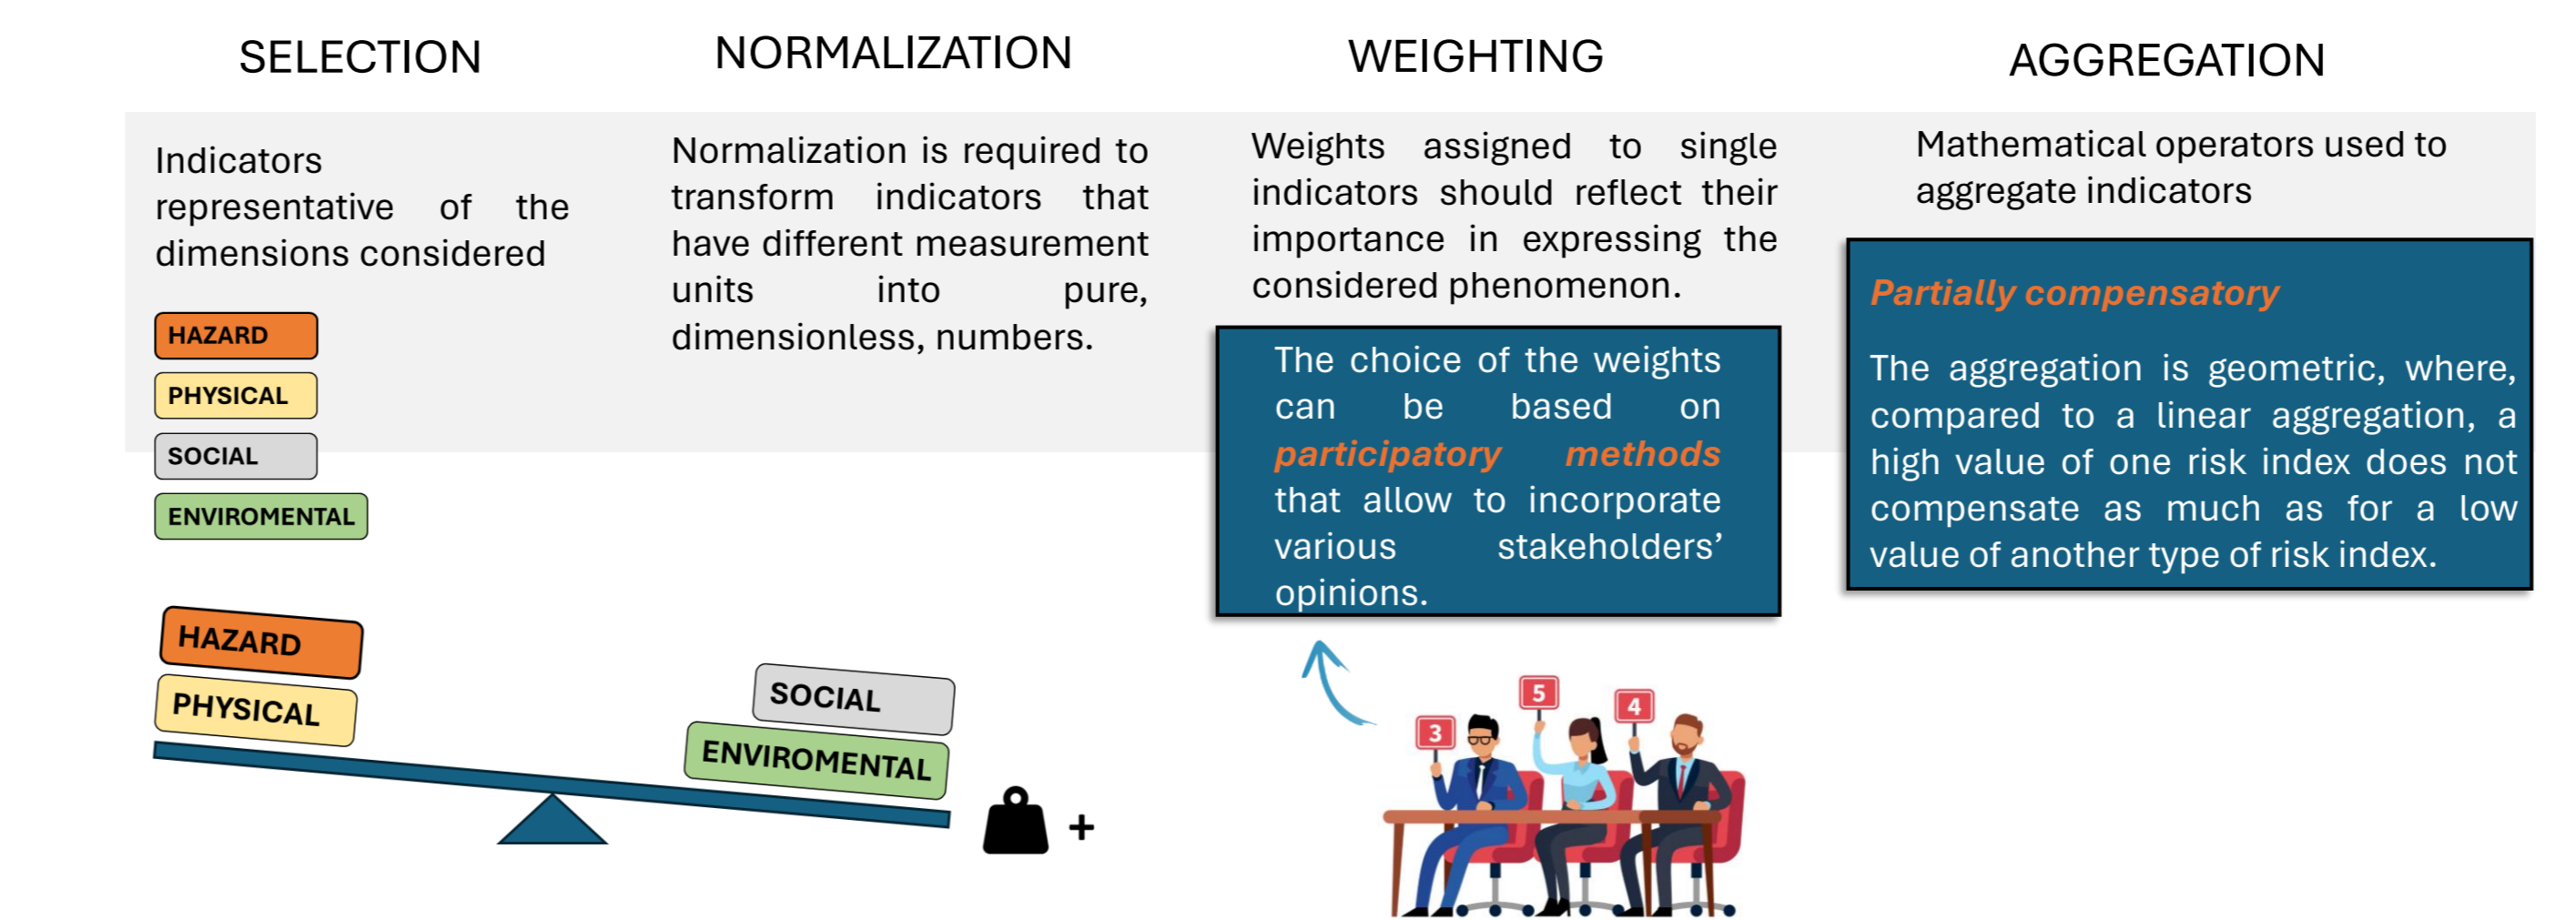 SELECTION
Indicators
representative of the
dimensions considered
HAZARD
PHYSICAL
SOCIAL
ENVIROMENTAL
HAZARD
PHYSICAL
SOCIAL
ENVIROMENTAL
+
NORMALIZATION
Normalization is required to
transform indicators that
have different measurement
units into pure,
dimensionless, numbers.
WEIGHTING
Weights assigned to single
indicators should reflect their
importance in expressing the
considered phenomenon.
The choice of the weights
can be based on
participatory methods
that allow to incorporate
various stakeholders’
opinions.
3
5
4
AGGREGATION
Mathematical operators used to
aggregate indicators
Partially compensatory
The aggregation is geometric, where,
compared to a linear aggregation, a
high value of one risk index does not
compensate as much as for a low
value of another type of risk index.